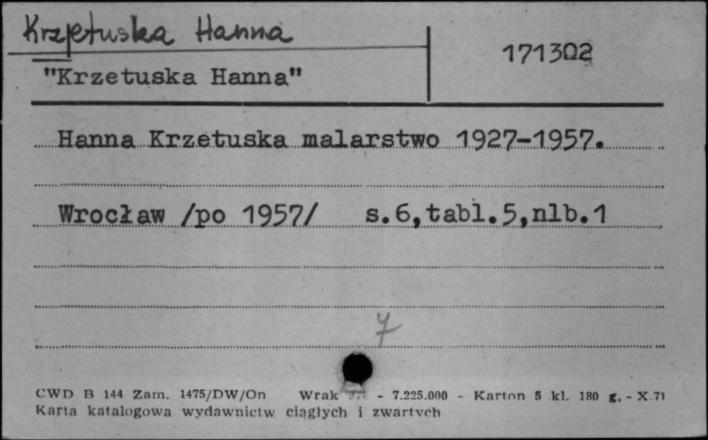 Krzetuska Hanna
171302
"Krzetuska Hanna"
Hanna Krzetuska malarstwo 1927-1957.
Wrocław /po 1957/ s.6,tabl.5,nlb.1
7
CWD B 144 Zam. 1475/DW/On Wrak - 7.225.000 - Karton 5 kl. 180 g. - X.71
Karta katalogowa wydawnictw ciągłych i zwartych